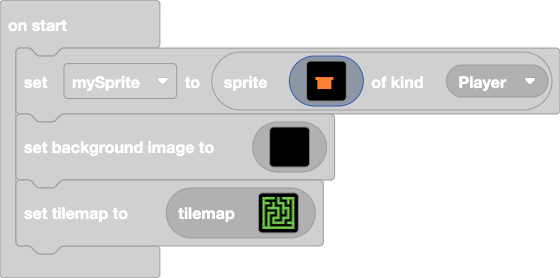 on start
set mySprite to sprite of kind Player
set background image to
set tilemap to tilemap